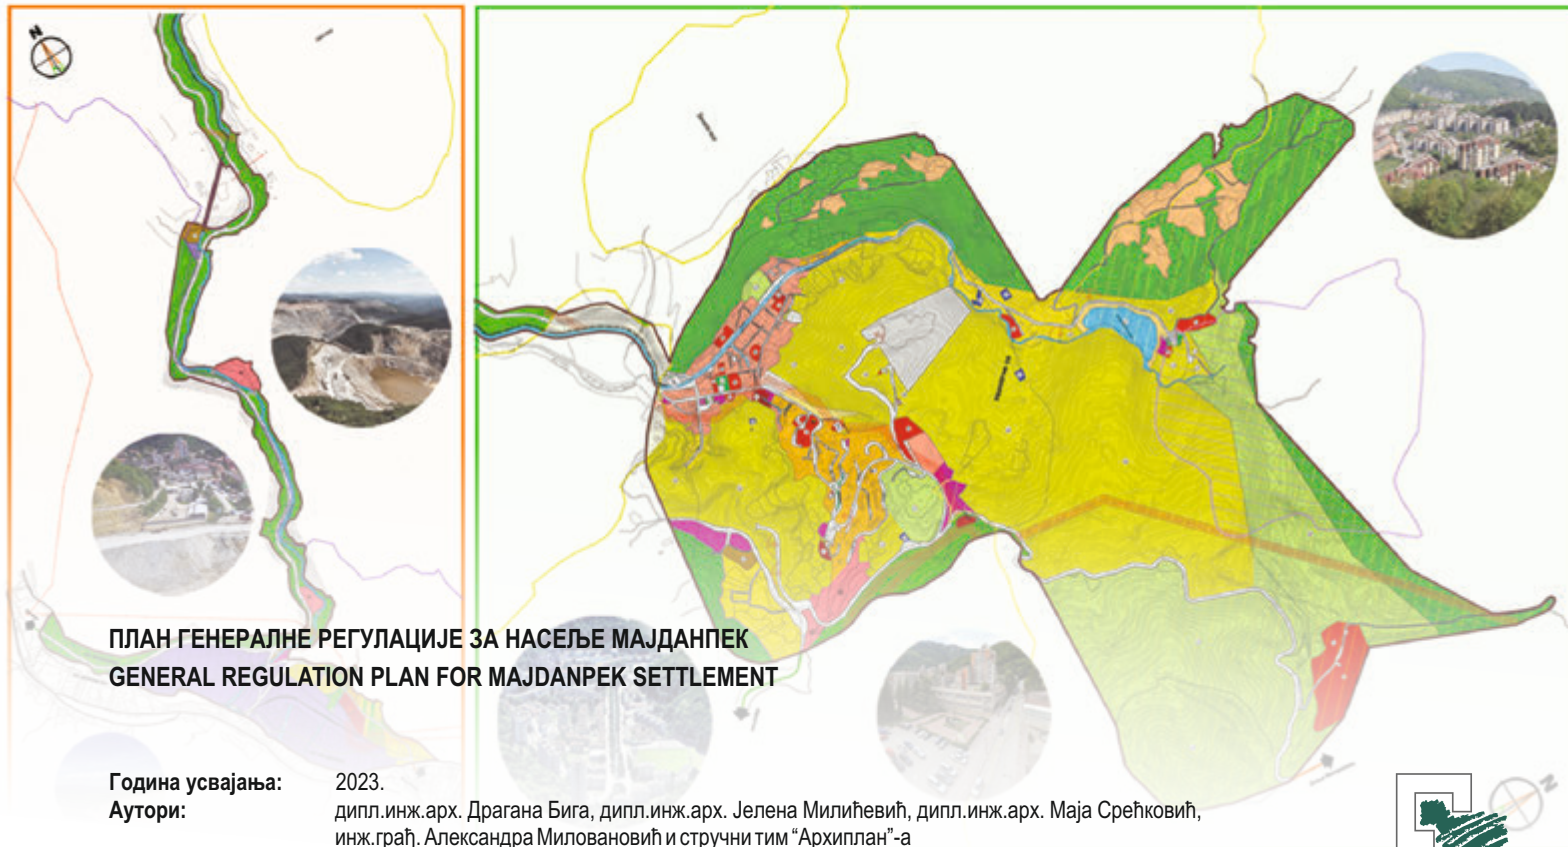 N
ПЛАН ГЕНЕРАЛНЕ РЕГУЛАЦИЈЕ ЗА НАСЕЉЕ МАЈДАНПЕК
GENERAL REGULATION PLAN FOR MAJDANPEK SETTLEMENT
Година усвајања: 2023.
Аутори: дипл.инж.арх. Драгана Бига, дипл.инж.арх. Јелена Милићевић, дипл.инж.арх. Маја Срећковић,
инж.грађ. Александра Миловановић и стручни тим “Архиплан”-а
N